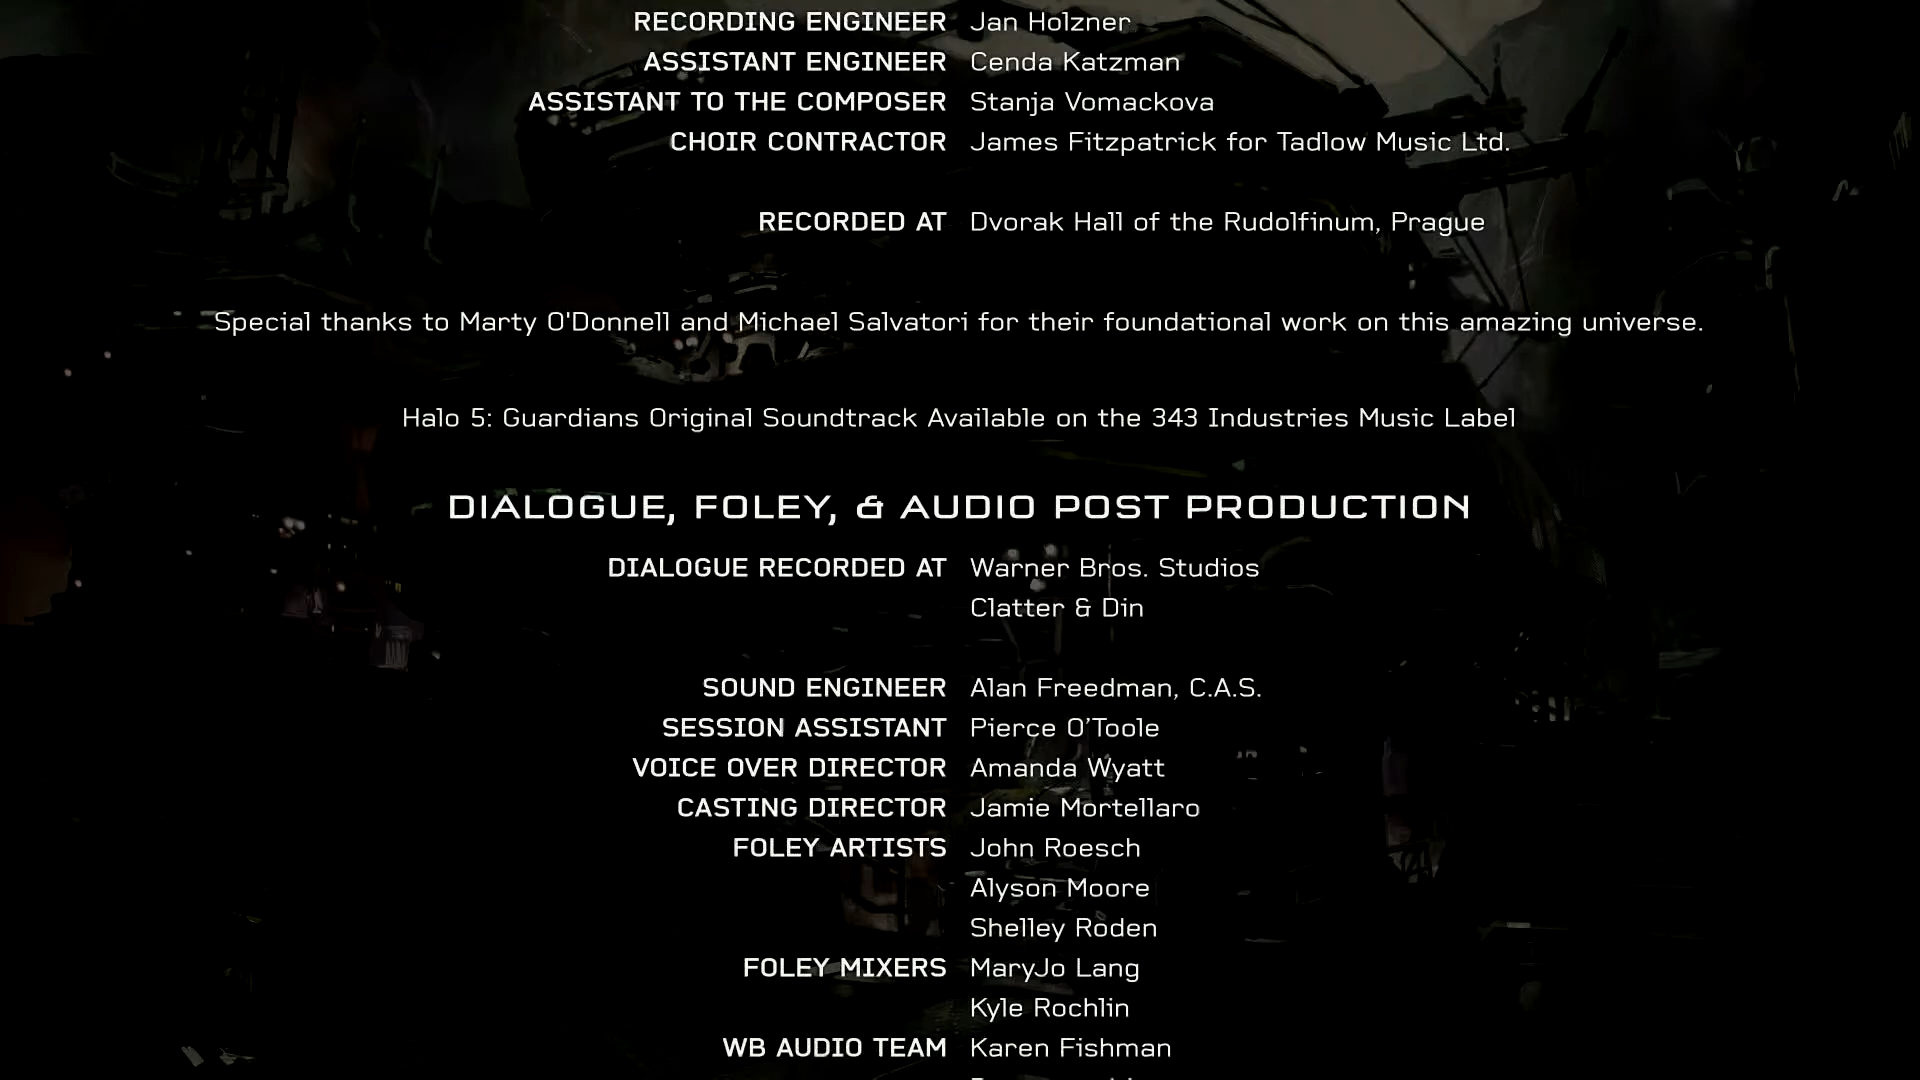 RECORDING ENGINEER Jan Holzner
ASSISTANT ENGINEER Cenda Katzman
ASSISTANT TO THE COMPOSER Stanja Vomackova
CHOIR CONTRACTOR James Fitzpatrick for Tadlow Music Ltd.
RECORDED AT Dvorak Hall of the Rudolfinum, Prague
Special thanks to Marty O'Donnell and Michael Salvatori for their foundational work on this amazing universe.
Halo 5: Guardians Original Soundtrack Available on the 343 Industries Music Label
DIALOGUE, FOLEY, & AUDIO POST PRODUCTION
DIALOGUE RECORDED AT Warner Bros. Studios
Clatter & Din
SOUND ENGINEER Alan Freedman, C.A.S.
SESSION ASSISTANT Pierce O’Toole
VOICE OVER DIRECTOR Amanda Wyatt
CASTING DIRECTOR Jamie Mortellaro
FOLEY ARTISTS John Roesch
Alyson Moore
Shelley Roden
FOLEY MIXERS MaryJo Lang
Kyle Rochlin
WB AUDIO TEAM Karen Fishman